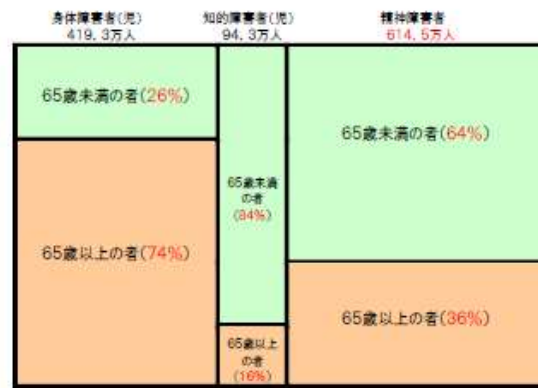 身体障害者(児)
419.3万人
知的障害者(児)
94.3万人
精神障害者
614.5万人
65歳未満の者(26%)
65歳以上の者(74%)
65歳未満
の者
(84%)
65歳以上
の者
(16%)
65歳未満の者(64%)
65歳以上の者(36%)